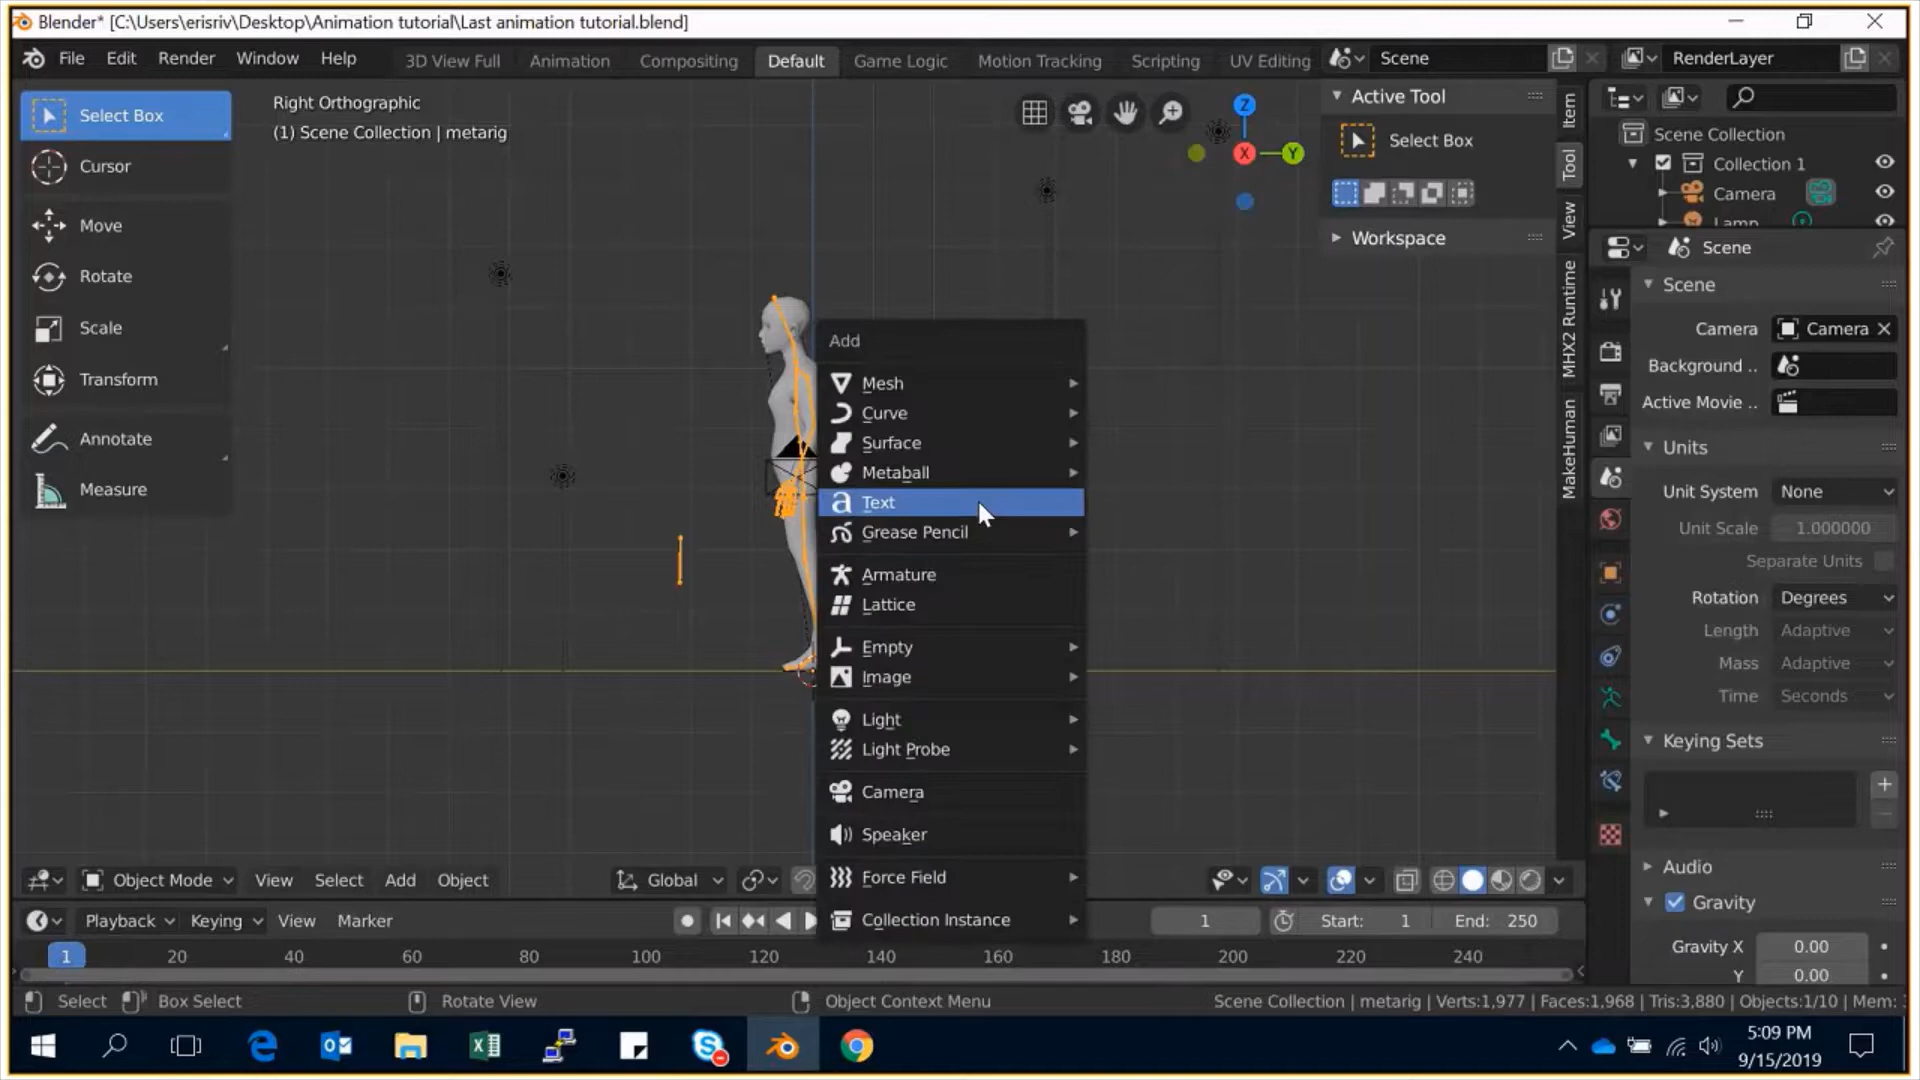 Blender* [C:\Users\erisriv\Desktop\Animation tutorial\Last animation tutorial.blend]
File Edit Render Window Help
3D View Full Animation Compositing Default Game Logic Motion Tracking Scripting UV Editing
Scene
RenderLayer
Select Box
Cursor
Move
Rotate
Scale
Transform
Annotate
Measure
Right Orthographic
(1) Scene Collection | metarig
Z
X
Y
Active Tool
Select Box
Workspace
Item
Tool
View
MHX2 Runtime
MakeHuman
Scene Collection
Collection 1
Camera
Lamp
Scene
Scene
Camera Camera
Background ..
Active Movie ..
Units
Unit System None
Unit Scale 1.000000
Separate Units
Rotation Degrees
Length Adaptive
Mass Adaptive
Time Seconds
Keying Sets
Audio
Gravity
Gravity X 0.00
Y 0.00
Add
Mesh
Curve
Surface
Metaball
Text
Grease Pencil
Armature
Lattice
Empty
Image
Light
Light Probe
Camera
Speaker
Force Field
Collection Instance
Object Mode View Select Add Object
Global
Playback Keying View Marker
1
Start: 1
End: 250
1 20 40 60 80 100 120 140 160 180 200 220 240
Select Box Select Rotate View Object Context Menu
Scene Collection | metarig | Verts:1,977 | Faces:1,968 | Tris:3,880 | Objects:1/10 | Mem:
5:09 PM
9/15/2019